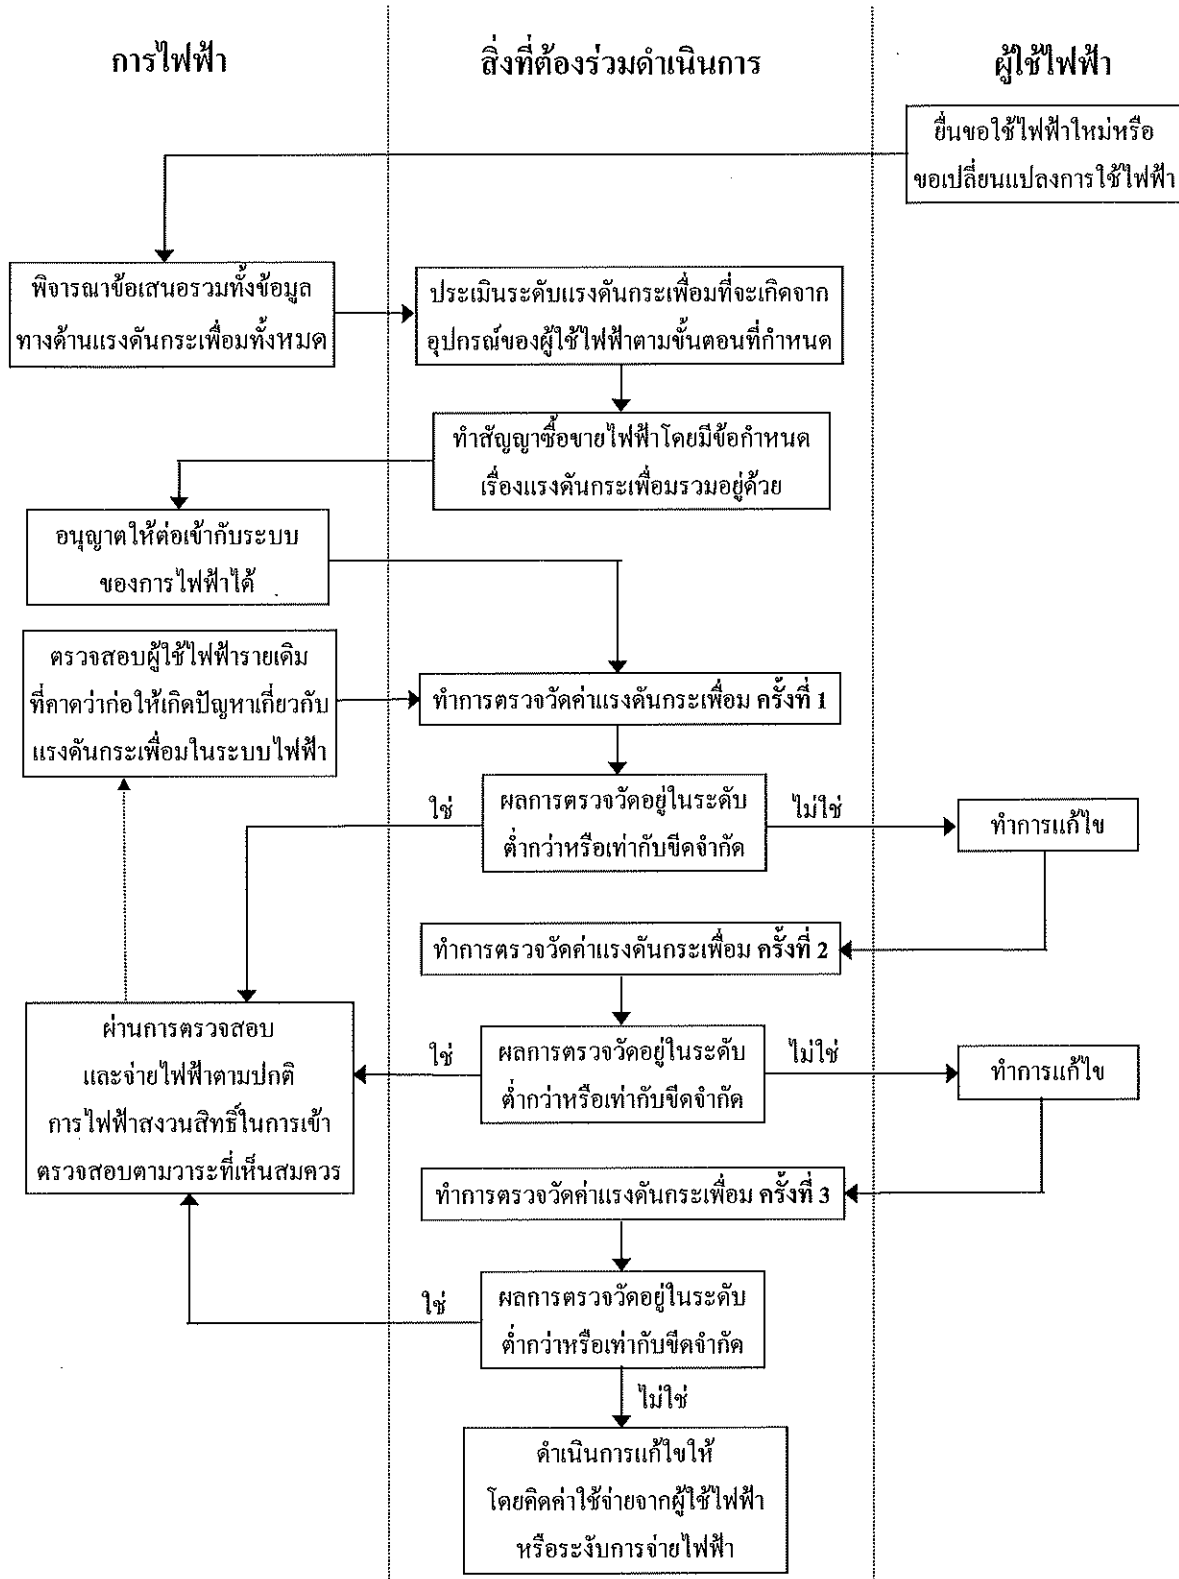 การไฟฟ้า
สิ่งที่ต้องร่วมดำเนินการ
ผู้ใช้ไฟฟ้า
ยื่นขอใช้ไฟฟ้าใหม่หรือ
ขอเปลี่ยนแปลงการใช้ไฟฟ้า
พิจารณาข้อเสนอรวมทั้งข้อมูล
ทางด้านแรงดันกระเพื่อมทั้งหมด
ประเมินระดับแรงดันกระเพื่อมที่จะเกิดจาก
อุปกรณ์ของผู้ใช้ไฟฟ้าตามขั้นตอนที่กำหนด
ทำสัญญาซื้อขายไฟฟ้าโดยมีข้อกำหนด
เรื่องแรงดันกระเพื่อมรวมอยู่ด้วย
อนุญาตให้ต่อเข้ากับระบบ
ของการไฟฟ้าได้
ตรวจสอบผู้ใช้ไฟฟ้ารายเดิม
ที่คาดว่าก่อให้เกิดปัญหาเกี่ยวกับ
แรงดันกระเพื่อมในระบบไฟฟ้า
ทำการตรวจวัดค่าแรงดันกระเพื่อม ครั้งที่ 1
ผลการตรวจวัดอยู่ในระดับ
ต่ำกว่าหรือเท่ากับขีดจำกัด
ใช่
ไม่ใช่
ทำการแก้ไข
ทำการตรวจวัดค่าแรงดันกระเพื่อม ครั้งที่ 2
ผ่านการตรวจสอบ
และจ่ายไฟฟ้าตามปกติ
การไฟฟ้าสงวนสิทธิ์ในการเข้า
ตรวจสอบตามวาระที่เห็นสมควร
ใช่
ผลการตรวจวัดอยู่ในระดับ
ต่ำกว่าหรือเท่ากับขีดจำกัด
ไม่ใช่
ทำการแก้ไข
ทำการตรวจวัดค่าแรงดันกระเพื่อม ครั้งที่ 3
ใช่
ผลการตรวจวัดอยู่ในระดับ
ต่ำกว่าหรือเท่ากับขีดจำกัด
ไม่ใช่
ดำเนินการแก้ไขให้
โดยคิดค่าใช้จ่ายจากผู้ใช้ไฟฟ้า
หรือระงับการจ่ายไฟฟ้า